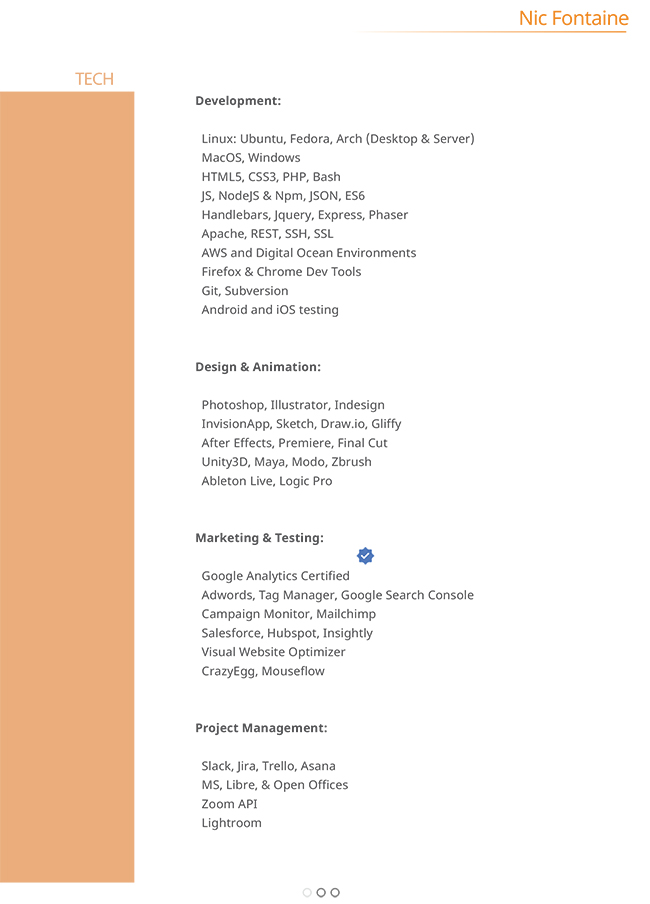 Nic Fontaine
TECH
Development:
Linux: Ubuntu, Fedora, Arch (Desktop & Server)
MacOS, Windows
HTML5, CSS3, PHP, Bash
JS, NodeJS & Npm, JSON, ES6
Handlebars, Jquery, Express, Phaser
Apache, REST, SSH, SSL
AWS and Digital Ocean Environments
Firefox & Chrome Dev Tools
Git, Subversion
Android and iOS testing
Design & Animation:
Photoshop, Illustrator, Indesign
InvisionApp, Sketch, Draw.io, Gliffy
After Effects, Premiere, Final Cut
Unity3D, Maya, Modo, Zbrush
Ableton Live, Logic Pro
Marketing & Testing:
Google Analytics Certified
Adwords, Tag Manager, Google Search Console
Campaign Monitor, Mailchimp
Salesforce, Hubspot, Insightly
Visual Website Optimizer
CrazyEgg, Mouseflow
Project Management:
Slack, Jira, Trello, Asana
MS, Libre, & Open Offices
Zoom API
Lightroom